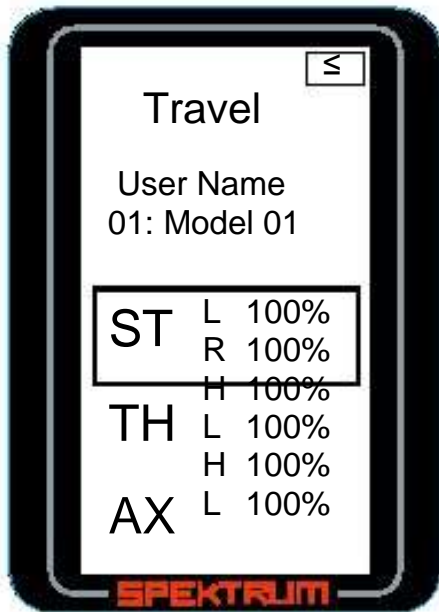 ≤
Travel
User Name
01: Model 01
ST L 100%
R 100%
H 100%
TH L 100%
H 100%
AX L 100%
SPEKTRUM